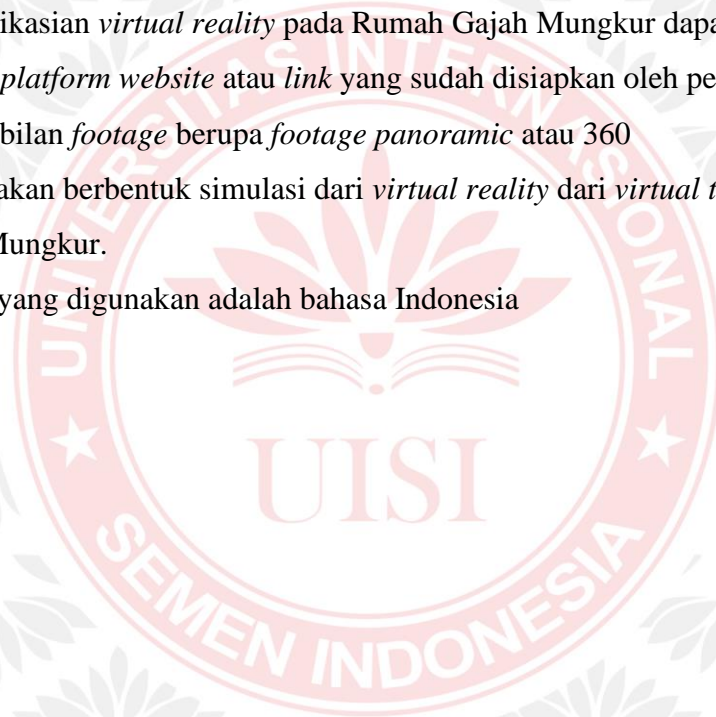 ikasian virtual reality pada Rumah Gajah Mungkur dapa
platform website atau link yang sudah disiapkan oleh pe
bilan footage berupa footage panoramic atau 360
akan berbentuk simulasi dari virtual reality dari virtual t
Mungkur.
yang digunakan adalah bahasa Indonesia
UNIVERSITAS INTERNASIONAL
UISI
SEMEN INDONESIA